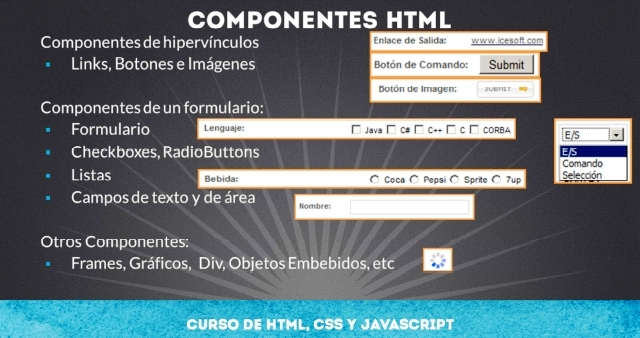 COMPONENTES HTML
Componentes de hipervínculos
Links, Botones e Imágenes
Enlace de Salida: www.icesoft.com
Botón de Comando: Submit
Botón de Imagen: SUBMIT
Componentes de un formulario:
Formulario
Lenguaje: Java C# C++ C CORBA
Checkboxes, RadioButtons
Listas
Bebida: Coca Pepsi Sprite 7up
Campos de texto y de área
Nombre:
E/S
E/S
Comando
Selección
Otros Componentes:
Frames, Gráficos, Div, Objetos Embebidos, etc
CURSO DE HTML, CSS Y JAVASCRIPT